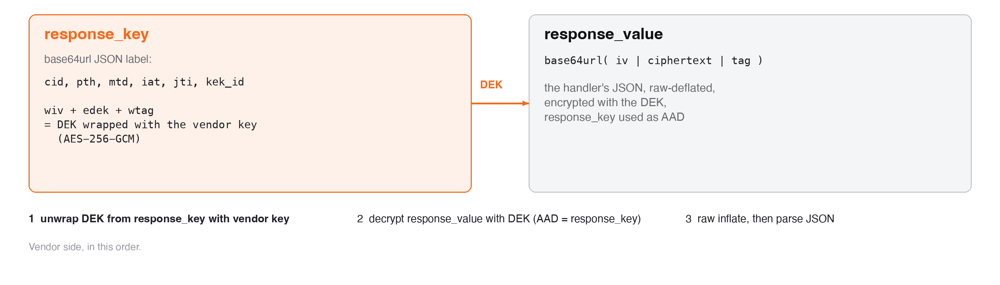 response_key
base64url JSON label:
cid, pth, mtd, iat, jti, kek_id
wiv + edek + wtag
= DEK wrapped with the vendor key
(AES−256−GCM)
DEK
response_value
base64url( iv | ciphertext | tag )
the handler's JSON, raw-deflated,
encrypted with the DEK,
response_key used as AAD
1 unwrap DEK from response_key with vendor key
2 decrypt response_value with DEK (AAD = response_key)
3 raw inflate, then parse JSON
Vendor side, in this order.